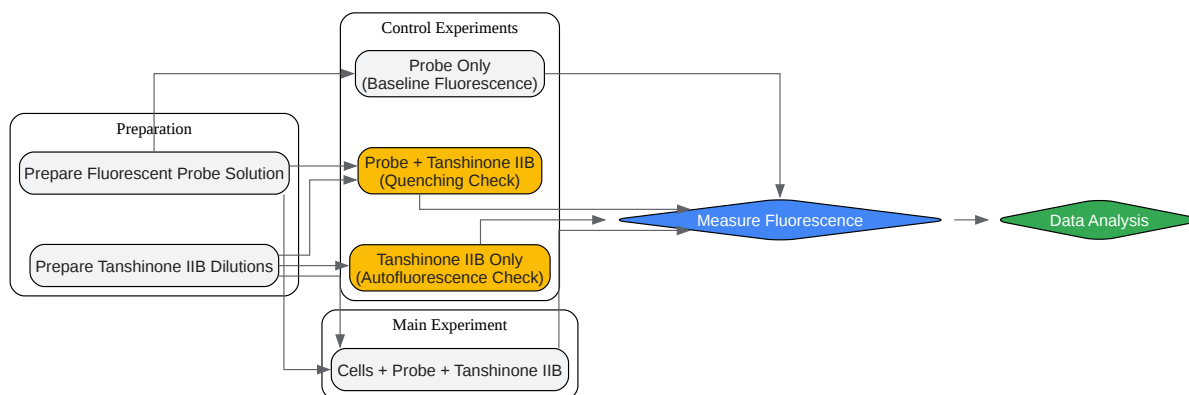 Control Experiments
Probe Only
(Baseline Fluorescence)
Preparation
Prepare Fluorescent Probe Solution
Probe + Tanshinone IIB
(Quenching Check)
Measure Fluorescence
Data Analysis
Prepare Tanshinone IIB Dilutions
Tanshinone IIB Only
(Autofluorescence Check)
Main Experiment
Cells + Probe + Tanshinone IIB